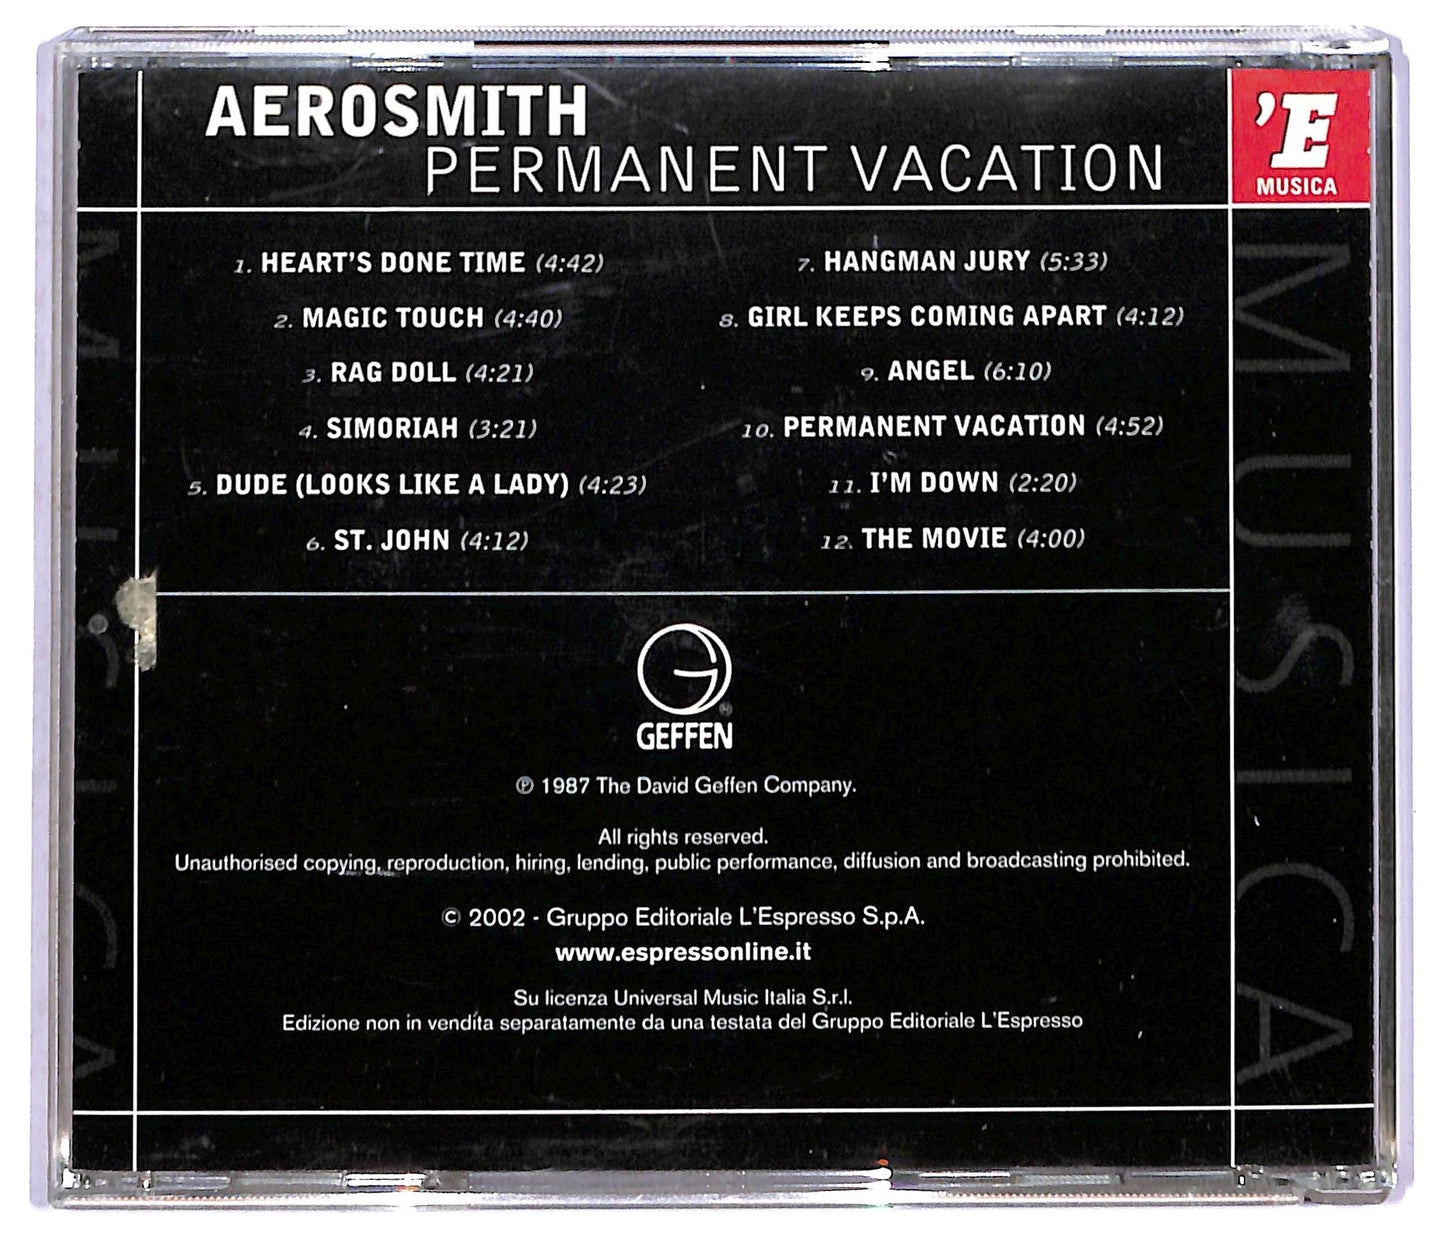 AEROSMITH
PERMANENT VACATION
'E
MUSICA
1. HEART'S DONE TIME (4:42)
2. MAGIC TOUCH (4:40)
3. RAG DOLL (4:21)
4. SIMORIAH (3:21)
5. DUDE (LOOKS LIKE A LADY) (4:23)
6. ST. JOHN (4:12)
7. HANGMAN JURY (5:33)
8. GIRL KEEPS COMING APART (4:12)
9. ANGEL (6:10)
10. PERMANENT VACATION (4:52)
11. I'M DOWN (2:20)
12. THE MOVIE (4:00)
GEFFEN
℗ 1987 The David Geffen Company.
All rights reserved.
Unauthorised copying, reproduction, hiring, lending, public performance, diffusion and broadcasting prohibited.
© 2002 - Gruppo Editoriale L'Espresso S.p.A.
www.espressonline.it
Su licenza Universal Music Italia S.r.l.
Edizione non in vendita separatamente da una testata del Gruppo Editoriale L'Espresso
MUSICA
MUSICA